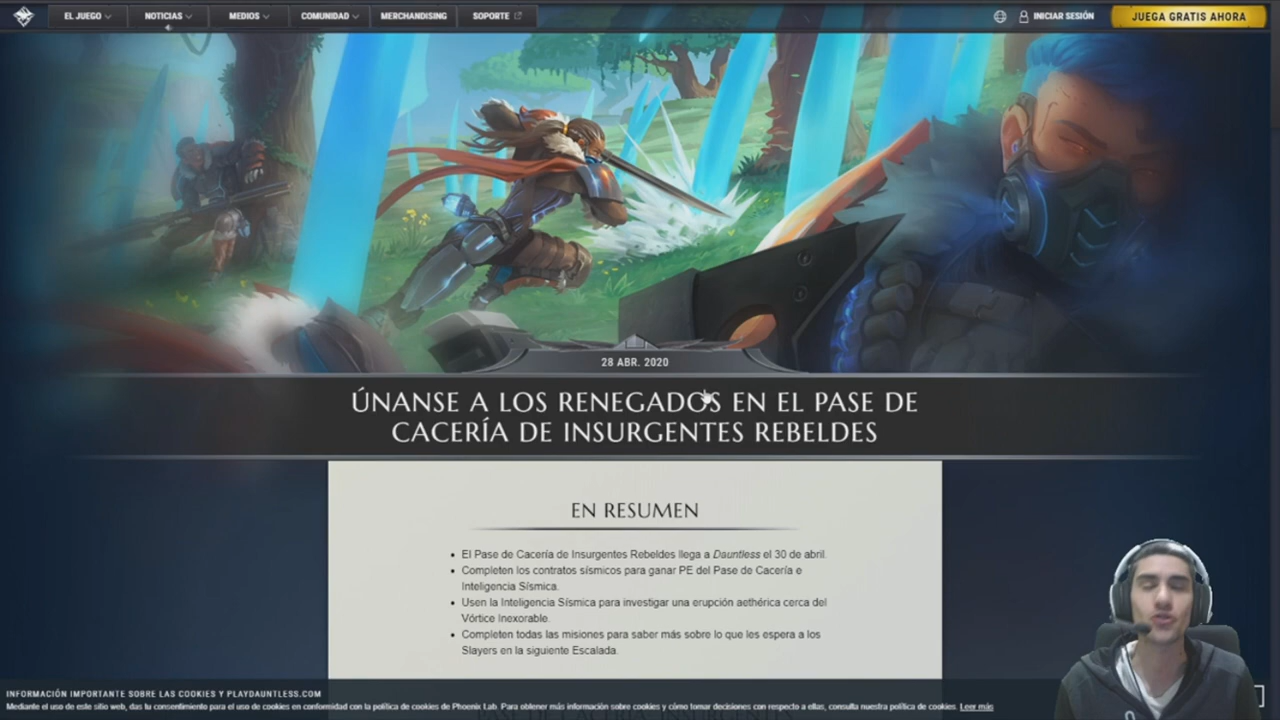 EL JUEGO
NOTICIAS
MEDIOS
COMUNIDAD
MERCHANDISING
SOPORTE
INICIAR SESIÓN
JUEGA GRATIS AHORA
28 ABR. 2020
ÚNANSE A LOS RENEGADOS EN EL PASE DE
CACERÍA DE INSURGENTES REBELDES
EN RESUMEN
El Pase de Cacería de Insurgentes Rebeldes llega a Dauntless el 30 de abril.
Completen los contratos sísmicos para ganar PE del Pase de Cacería e
Inteligencia Sísmica.
Usen la Inteligencia Sísmica para investigar una erupción aethérica cerca del
Vórtice Inexorable.
Completen todas las misiones para saber más sobre lo que les espera a los
Slayers en la siguiente Escalada.
INFORMACIÓN IMPORTANTE SOBRE LAS COOKIES Y PLAYDAUNTLESS.COM
Mediante el uso de este sitio web, das tu consentimiento para el uso de cookies en conformidad con la política de cookies de Phoenix Lab. Para obtener más información sobre cookies y cómo tomar decisiones con respecto a ellas, consulta nuestra política de cookies. Leer más